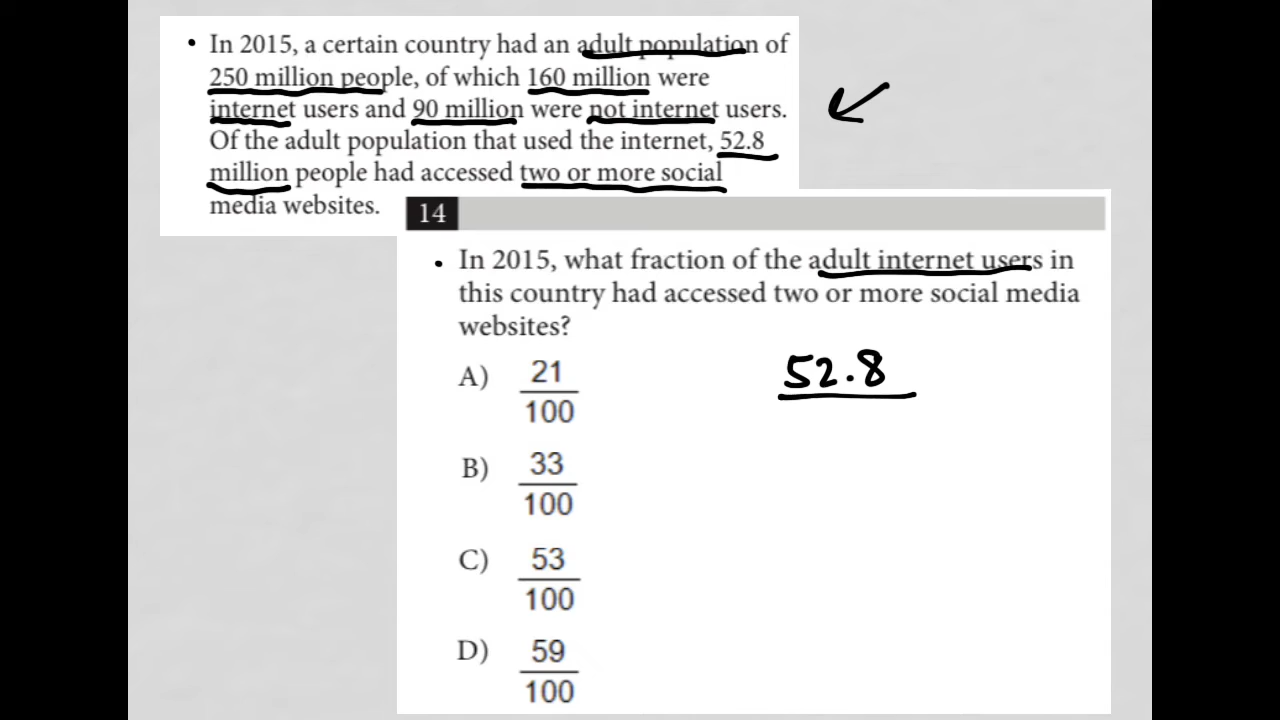 • In 2015, a certain country had an adult population of
250 million people, of which 160 million were
internet users and 90 million were not internet users.
Of the adult population that used the internet, 52.8
million people had accessed two or more social
media websites.
14
• In 2015, what fraction of the adult internet users in
this country had accessed two or more social media
websites?
A) 21/100
B) 33/100
C) 53/100
D) 59/100
52.8